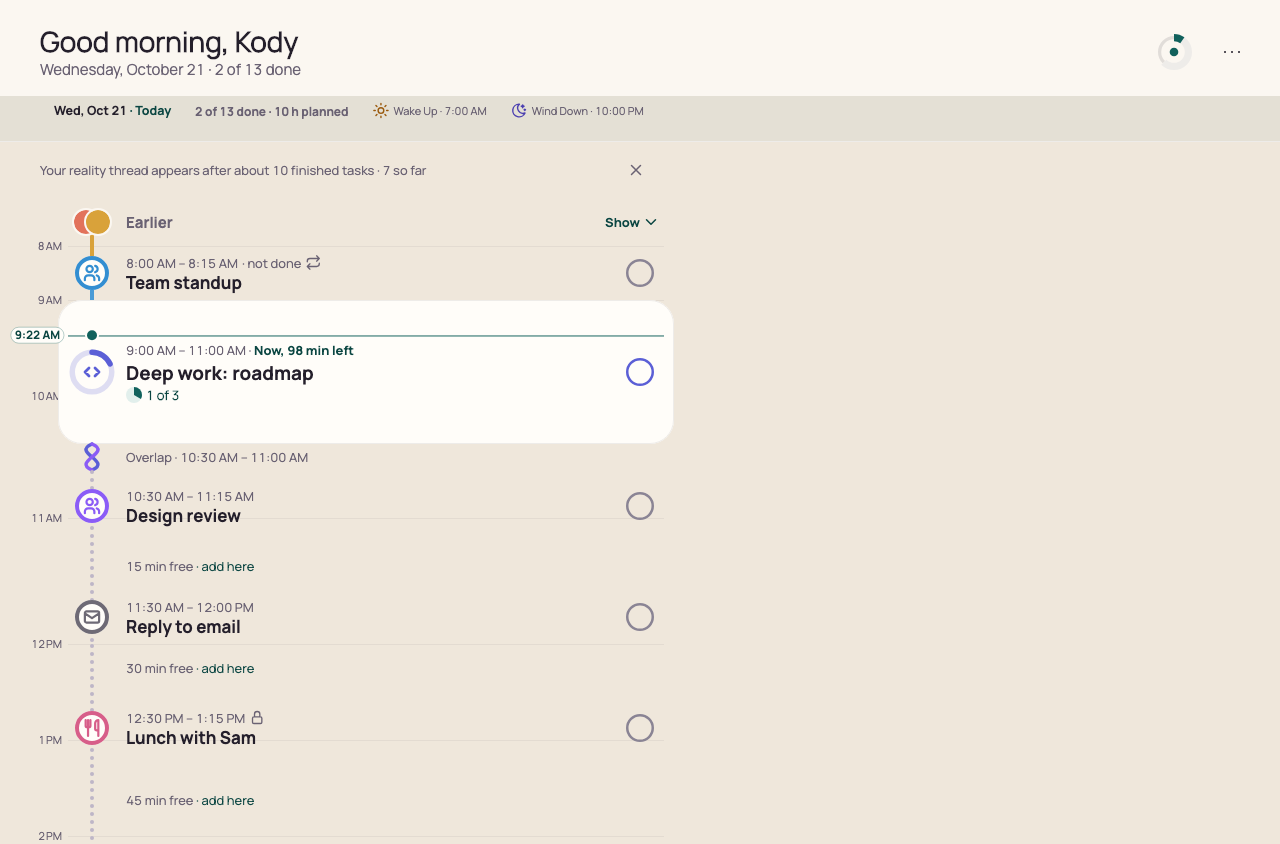 Good morning, Kody
Wednesday, October 21 · 2 of 13 done
Wed, Oct 21 · Today 2 of 13 done · 10 h planned Wake Up · 7:00 AM Wind Down · 10:00 PM
Your reality thread appears after about 10 finished tasks · 7 so far
Earlier Show
8 AM
8:00 AM – 8:15 AM · not done
Team standup
9 AM
9:22 AM
9:00 AM – 11:00 AM · Now, 98 min left
Deep work: roadmap
1 of 3
10 AM
Overlap · 10:30 AM – 11:00 AM
10:30 AM – 11:15 AM
Design review
11 AM
15 min free · add here
11:30 AM – 12:00 PM
Reply to email
12 PM
30 min free · add here
12:30 PM – 1:15 PM
Lunch with Sam
1 PM
45 min free · add here
2 PM